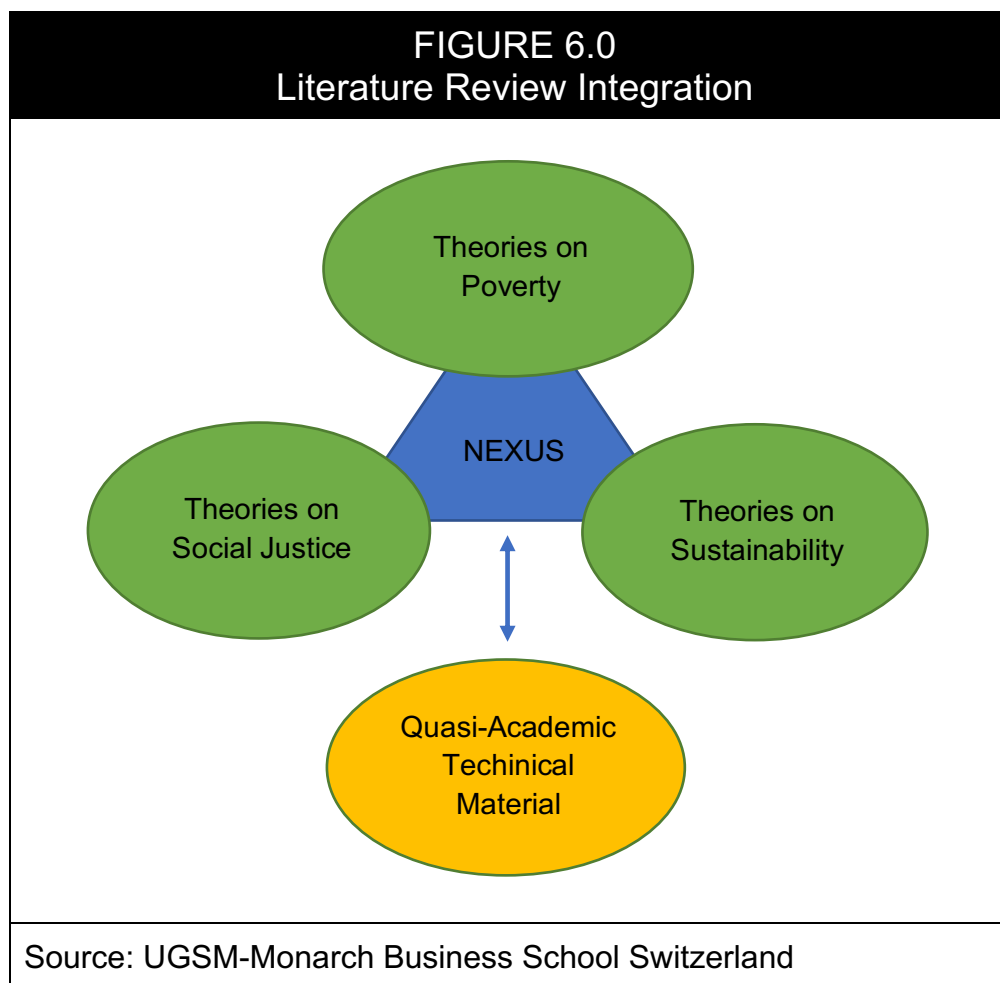 FIGURE 6.0
Literature Review Integration
Theories on
Poverty
NEXUS
Theories on
Social Justice
Theories on
Sustainability
Quasi-Academic
Techinical
Material
Source: UGSM-Monarch Business School Switzerland